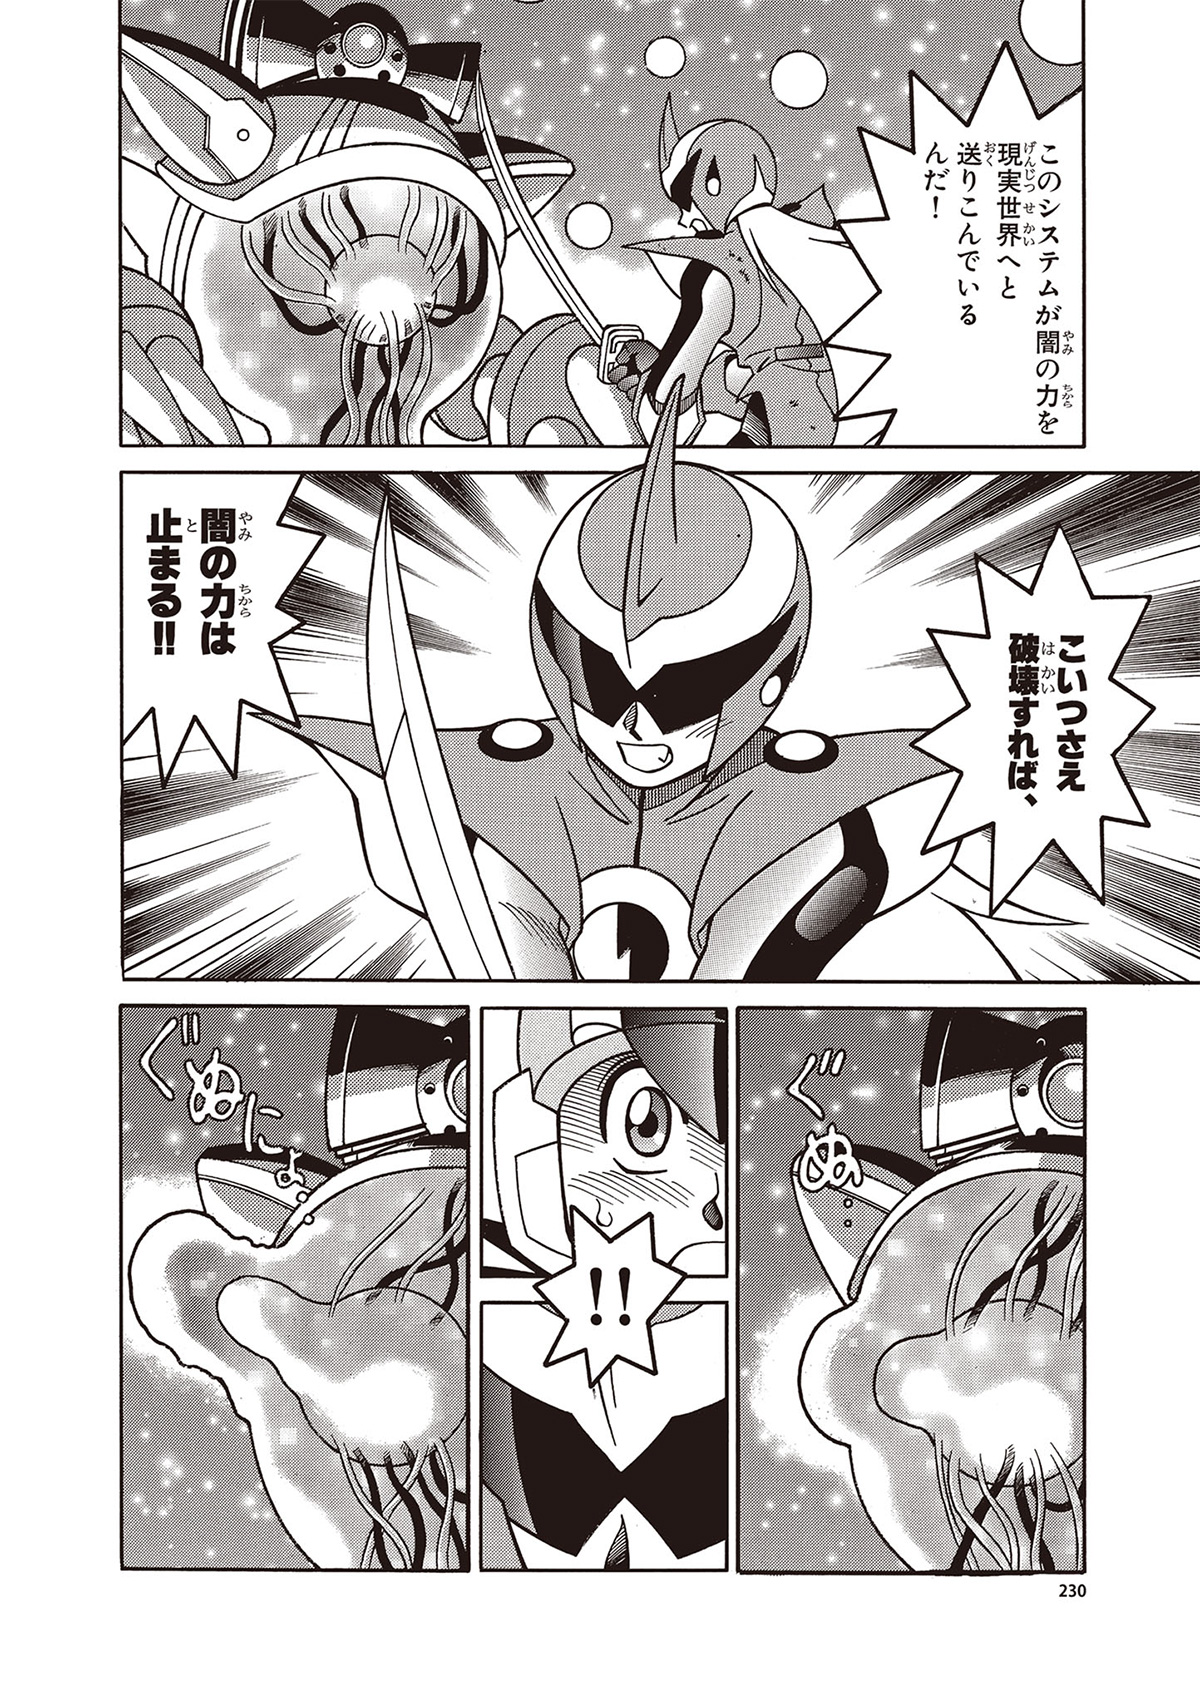 このシステムが闇の力を
現実世界へと
送りこんでいる
んだ！
こいつさえ
破壊すれば、
闇の力は
止まる!!
ぐぬ
!!
ぐぬにょ
230